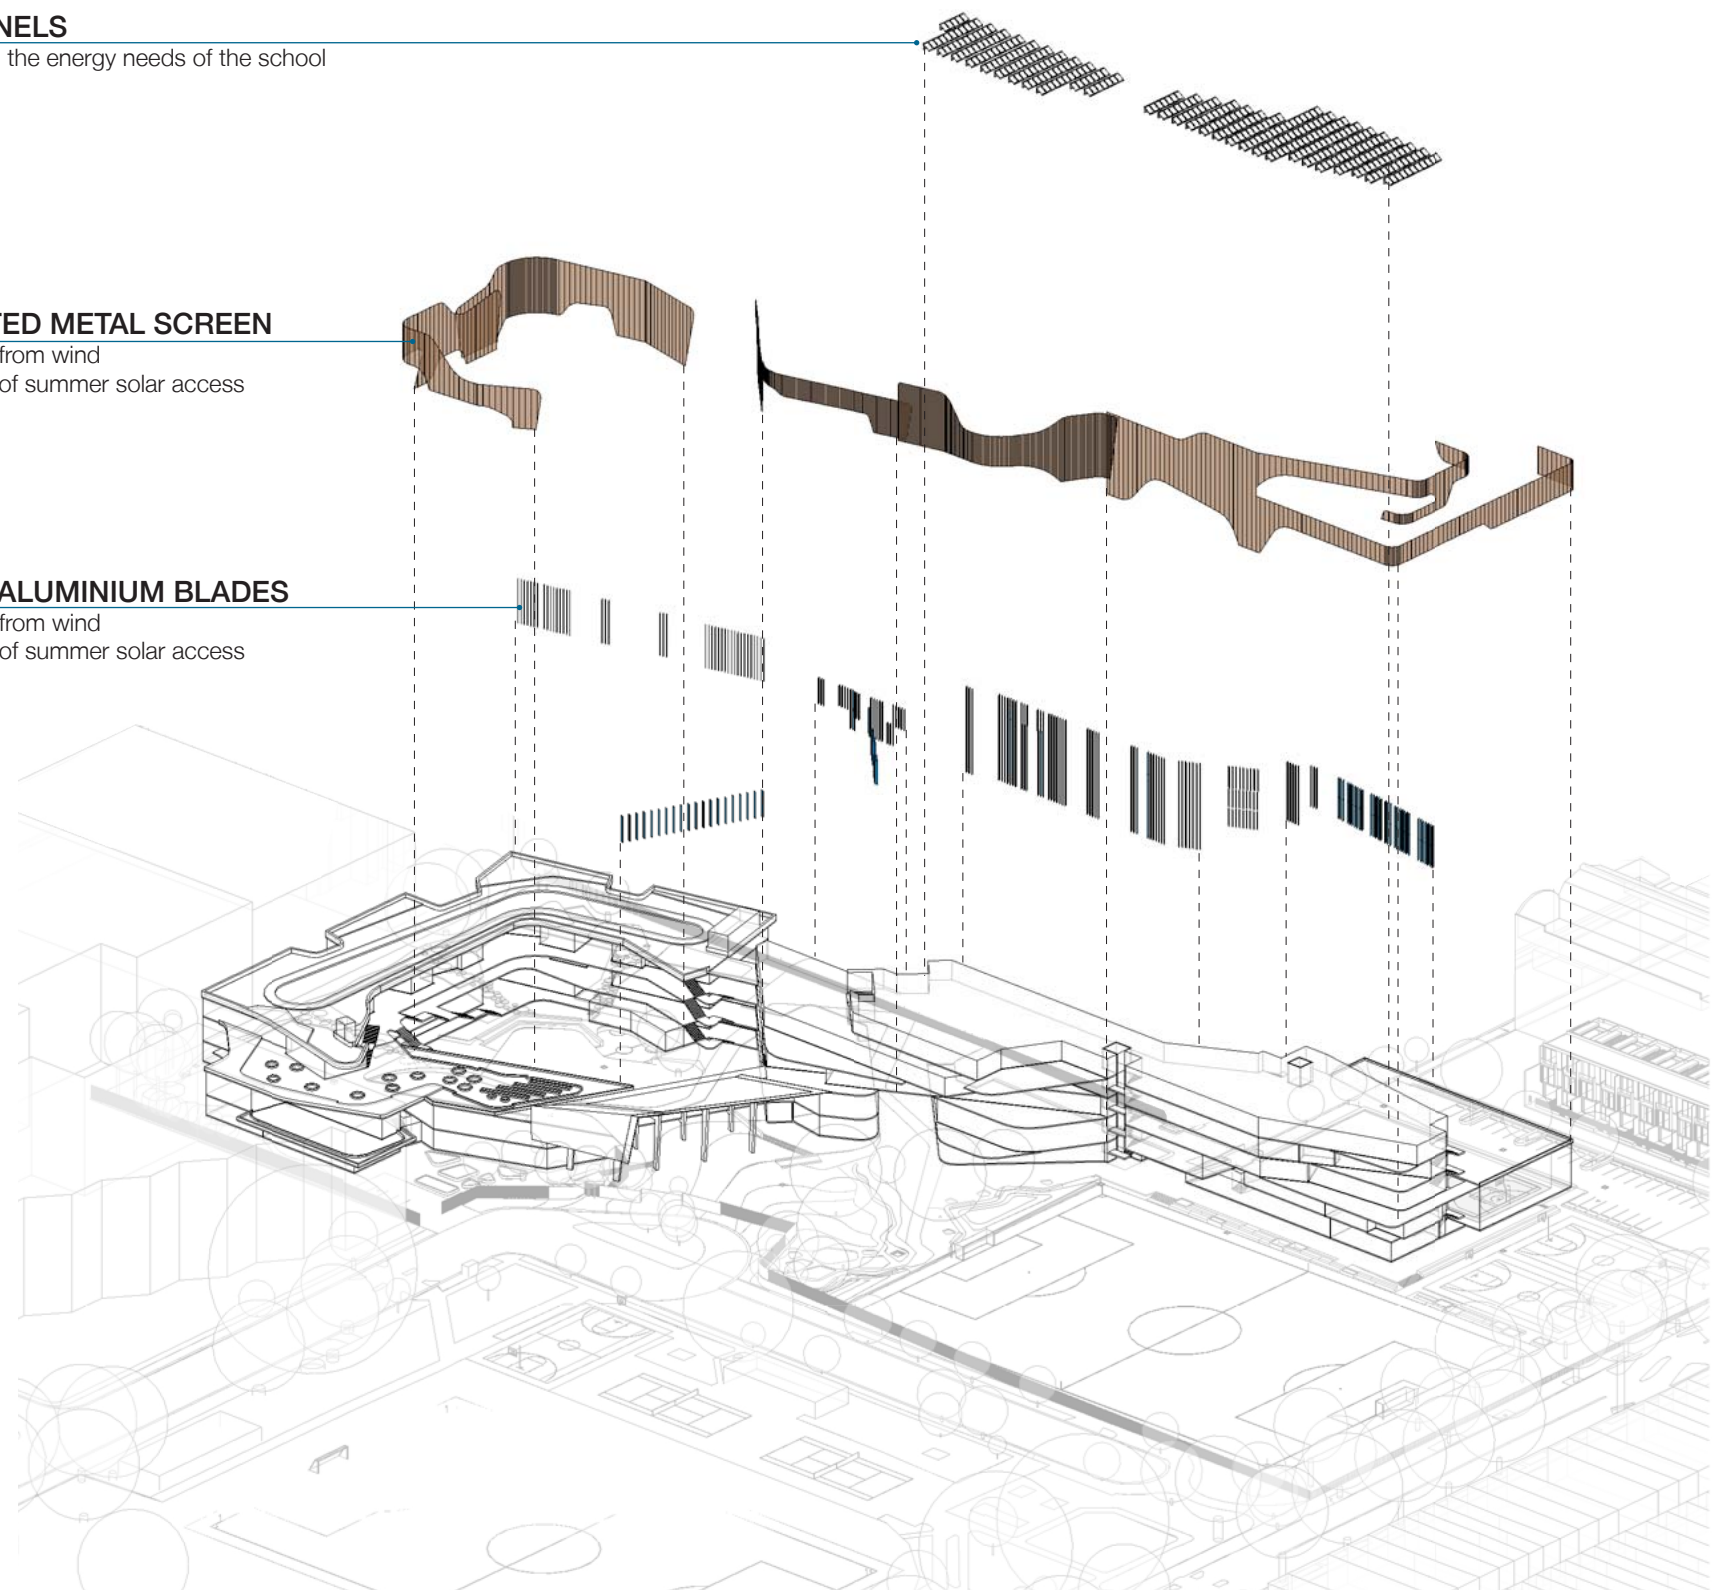 NELS
the energy needs of the school
TED METAL SCREEN
from wind
of summer solar access
ALUMINIUM BLADES
from wind
of summer solar access